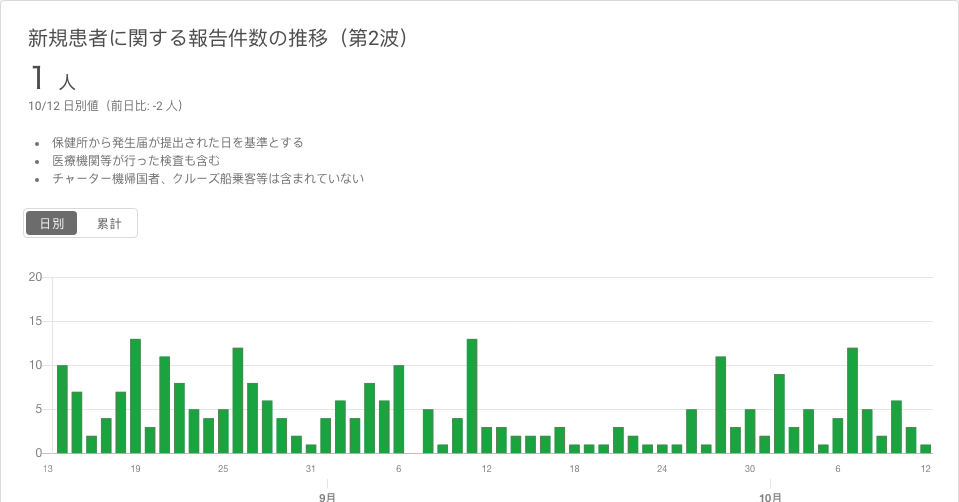 新規患者に関する報告件数の推移（第2波）
1 人
10/12 日別値（前日比: -2 人）
保健所から発生届が提出された日を基準とする
医療機関等が行った検査も含む
チャーター機帰国者、クルーズ船乗客等は含まれていない
日別 累計
20
15
10
5
0
13 19 25 31 6 12 18 24 30 6 12
9月 10月